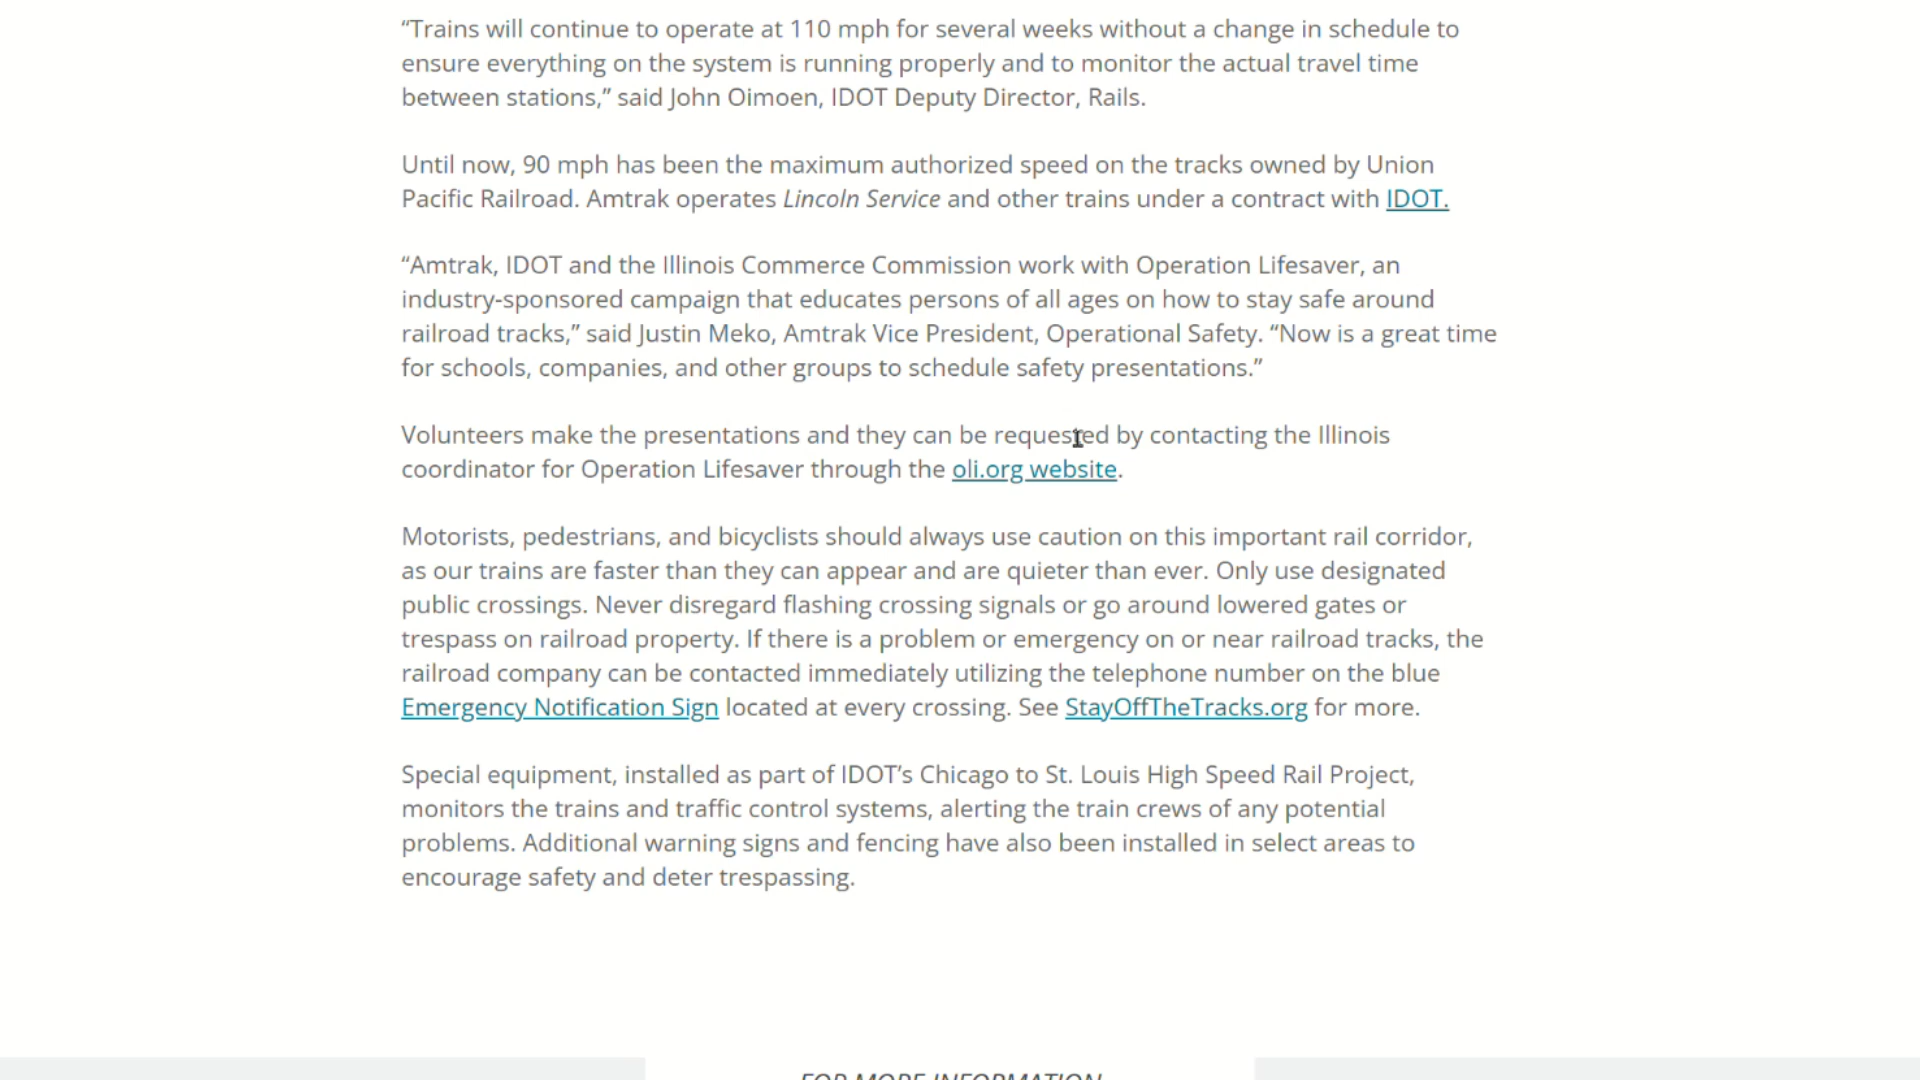 “Trains will continue to operate at 110 mph for several weeks without a change in schedule to
ensure everything on the system is running properly and to monitor the actual travel time
between stations,” said John Oimoen, IDOT Deputy Director, Rails.
Until now, 90 mph has been the maximum authorized speed on the tracks owned by Union
Pacific Railroad. Amtrak operates Lincoln Service and other trains under a contract with IDOT.
“Amtrak, IDOT and the Illinois Commerce Commission work with Operation Lifesaver, an
industry-sponsored campaign that educates persons of all ages on how to stay safe around
railroad tracks,” said Justin Meko, Amtrak Vice President, Operational Safety. “Now is a great time
for schools, companies, and other groups to schedule safety presentations.”
Volunteers make the presentations and they can be requested by contacting the Illinois
coordinator for Operation Lifesaver through the oli.org website.
Motorists, pedestrians, and bicyclists should always use caution on this important rail corridor,
as our trains are faster than they can appear and are quieter than ever. Only use designated
public crossings. Never disregard flashing crossing signals or go around lowered gates or
trespass on railroad property. If there is a problem or emergency on or near railroad tracks, the
railroad company can be contacted immediately utilizing the telephone number on the blue
Emergency Notification Sign located at every crossing. See StayOffTheTracks.org for more.
Special equipment, installed as part of IDOT’s Chicago to St. Louis High Speed Rail Project,
monitors the trains and traffic control systems, alerting the train crews of any potential
problems. Additional warning signs and fencing have also been installed in select areas to
encourage safety and deter trespassing.
FOR MORE INFORMATION